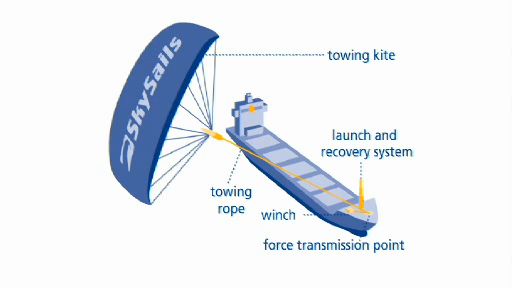 SkySails
towing kite
launch and
recovery system
towing
rope
winch
force transmission point